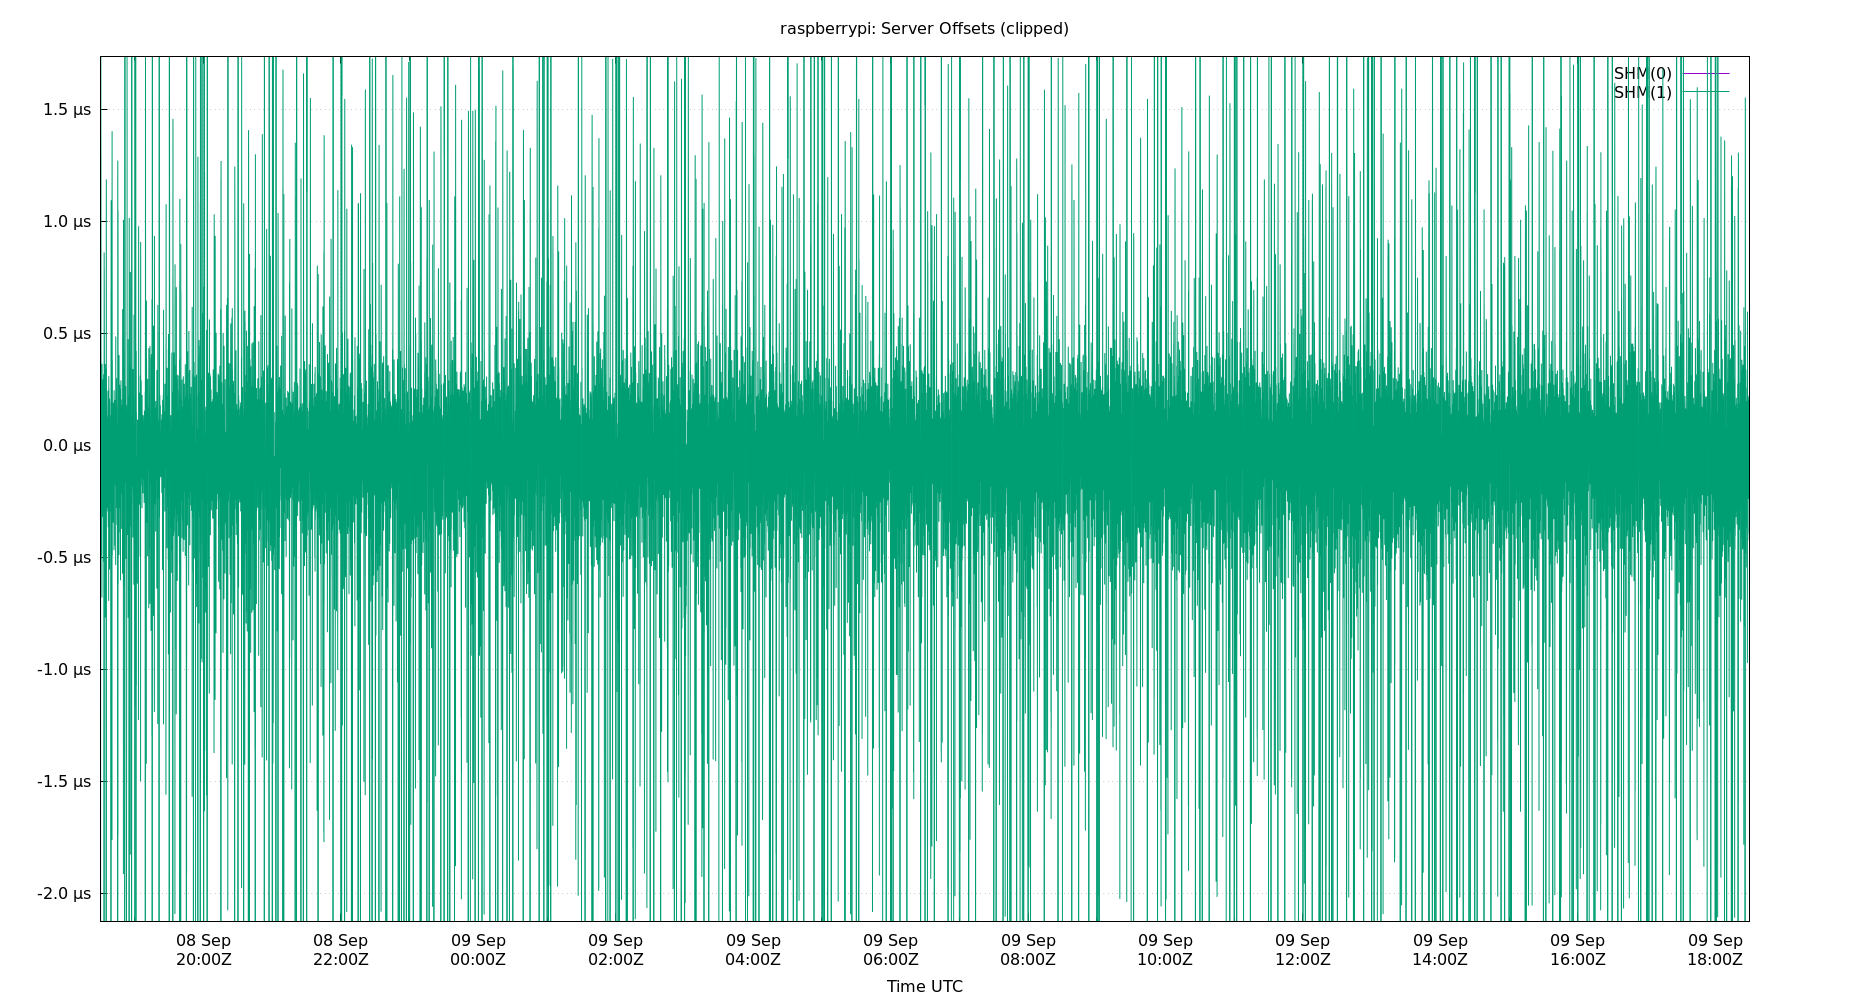 raspberrypi: Server Offsets (clipped)
SHM(0)
SHM(1)
1.5 µs
1.0 µs
0.5 µs
0.0 µs
-0.5 µs
-1.0 µs
-1.5 µs
-2.0 µs
08 Sep 08 Sep 09 Sep 09 Sep 09 Sep 09 Sep 09 Sep 09 Sep 09 Sep 09 Sep 09 Sep 09 Sep
20:00Z 22:00Z 00:00Z 02:00Z 04:00Z 06:00Z 08:00Z 10:00Z 12:00Z 14:00Z 16:00Z 18:00Z
Time UTC